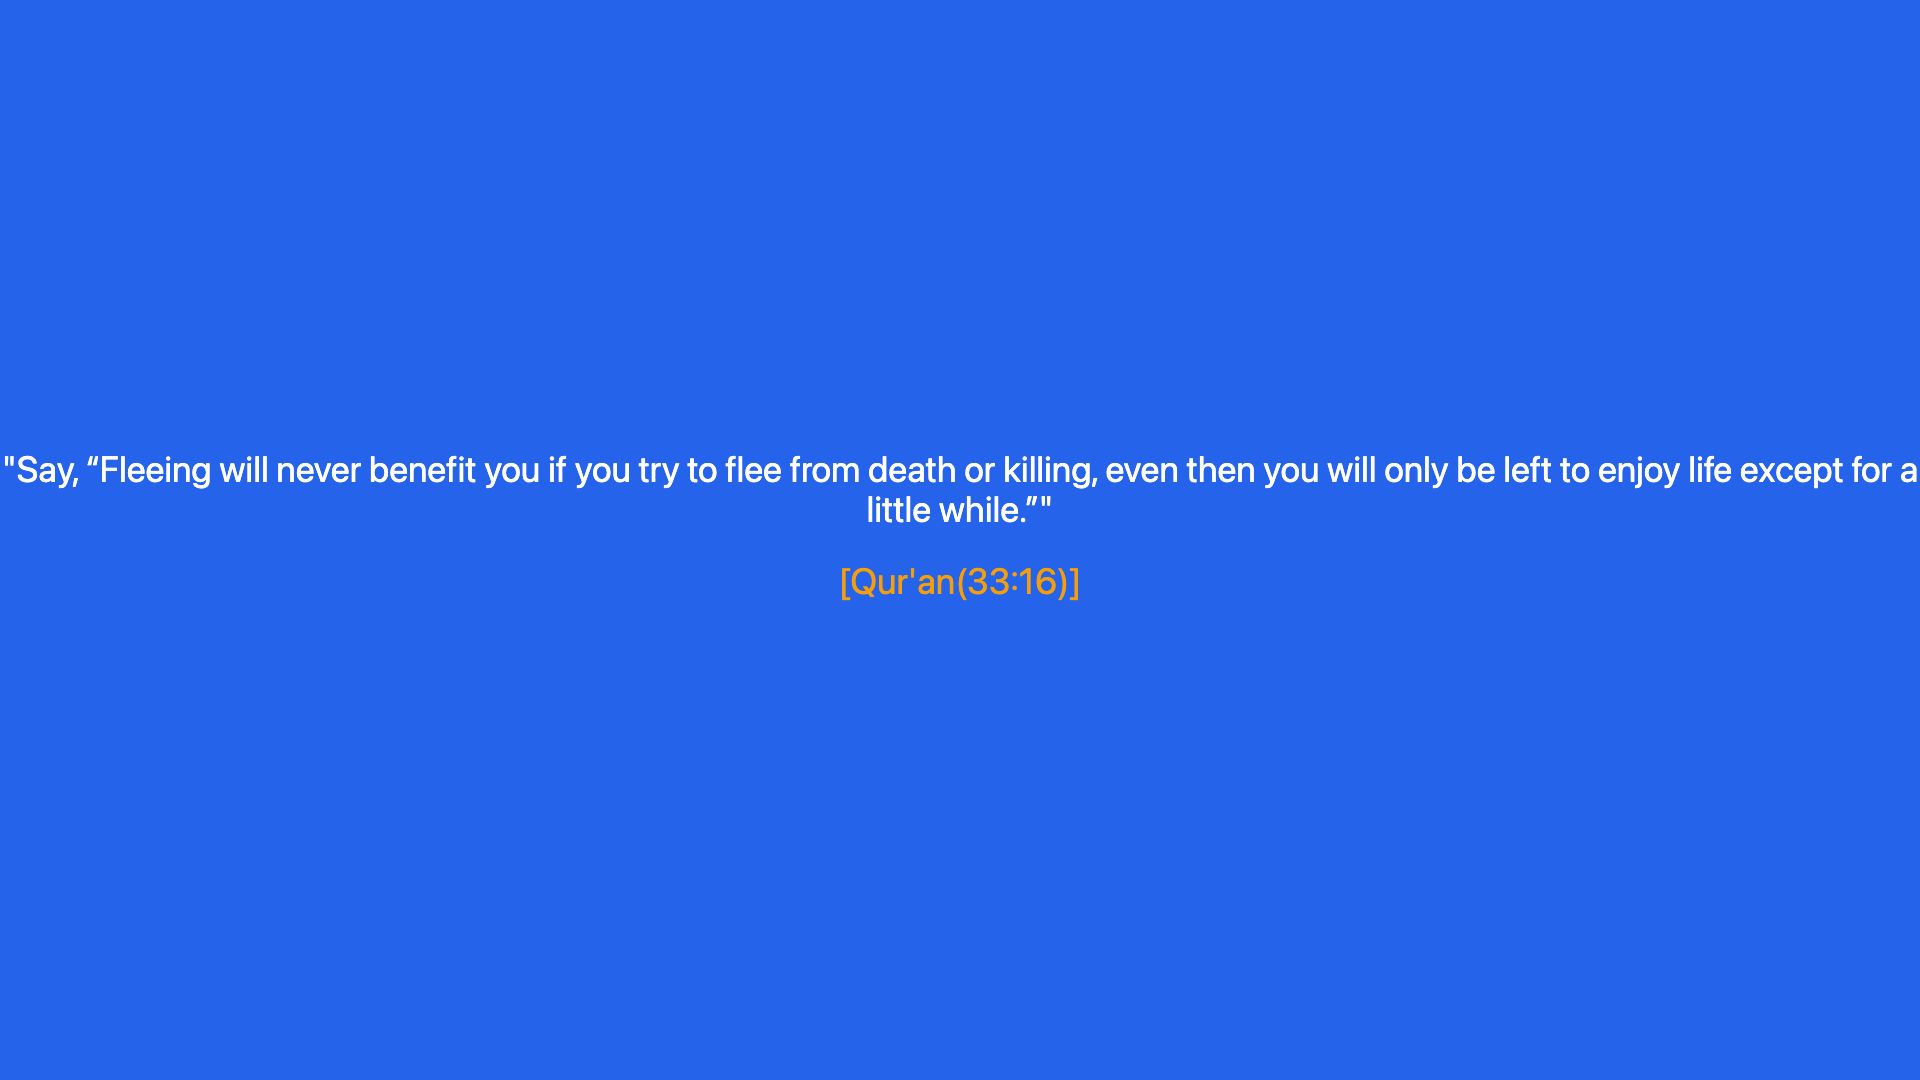 "Say, “Fleeing will never benefit you if you try to flee from death or killing, even then you will only be left to enjoy life except for a
little while.”"
[Qur'an(33:16)]